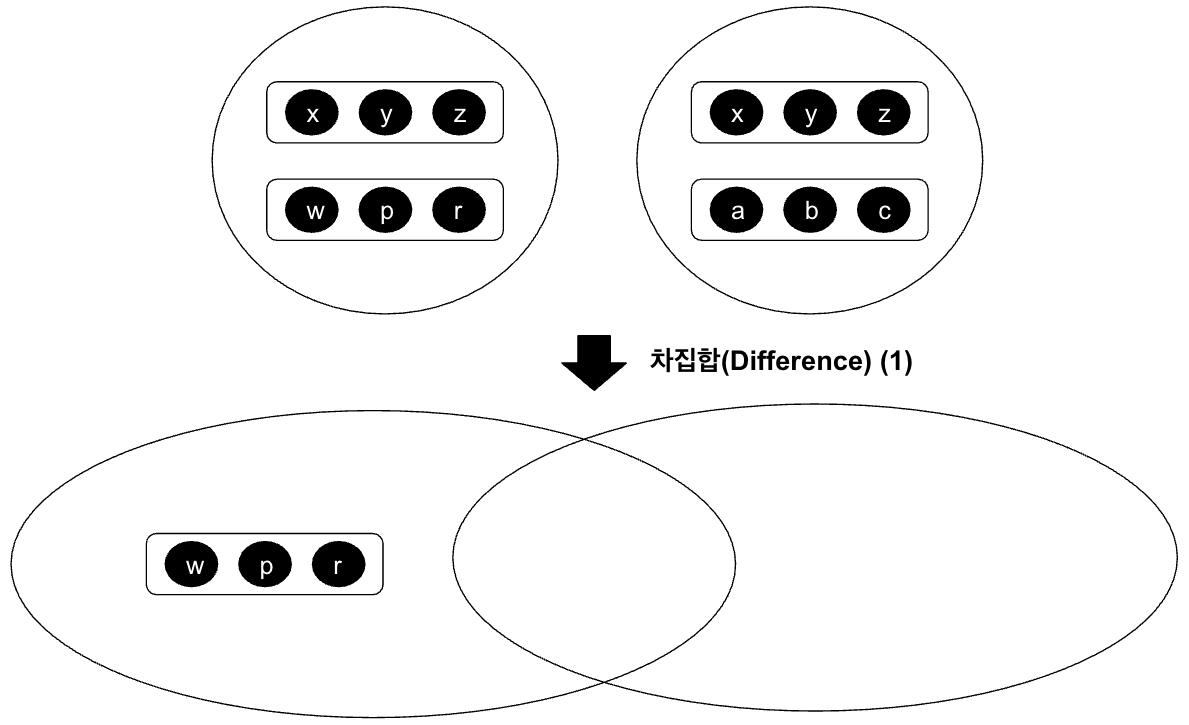 x y z
x y z
w p r
a b c
차집합(Difference) (1)
w p r